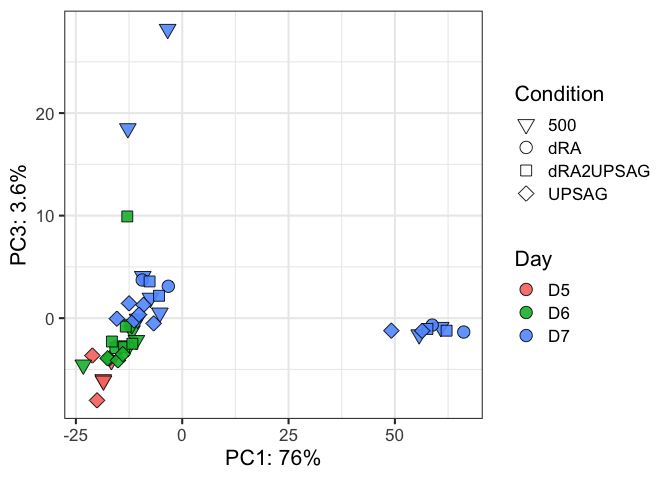 20
10
0
-25
0
25
50
PC1: 76%
PC3: 3.6%
Condition
500
dRA
dRA2UPSAG
UPSAG
Day
D5
D6
D7